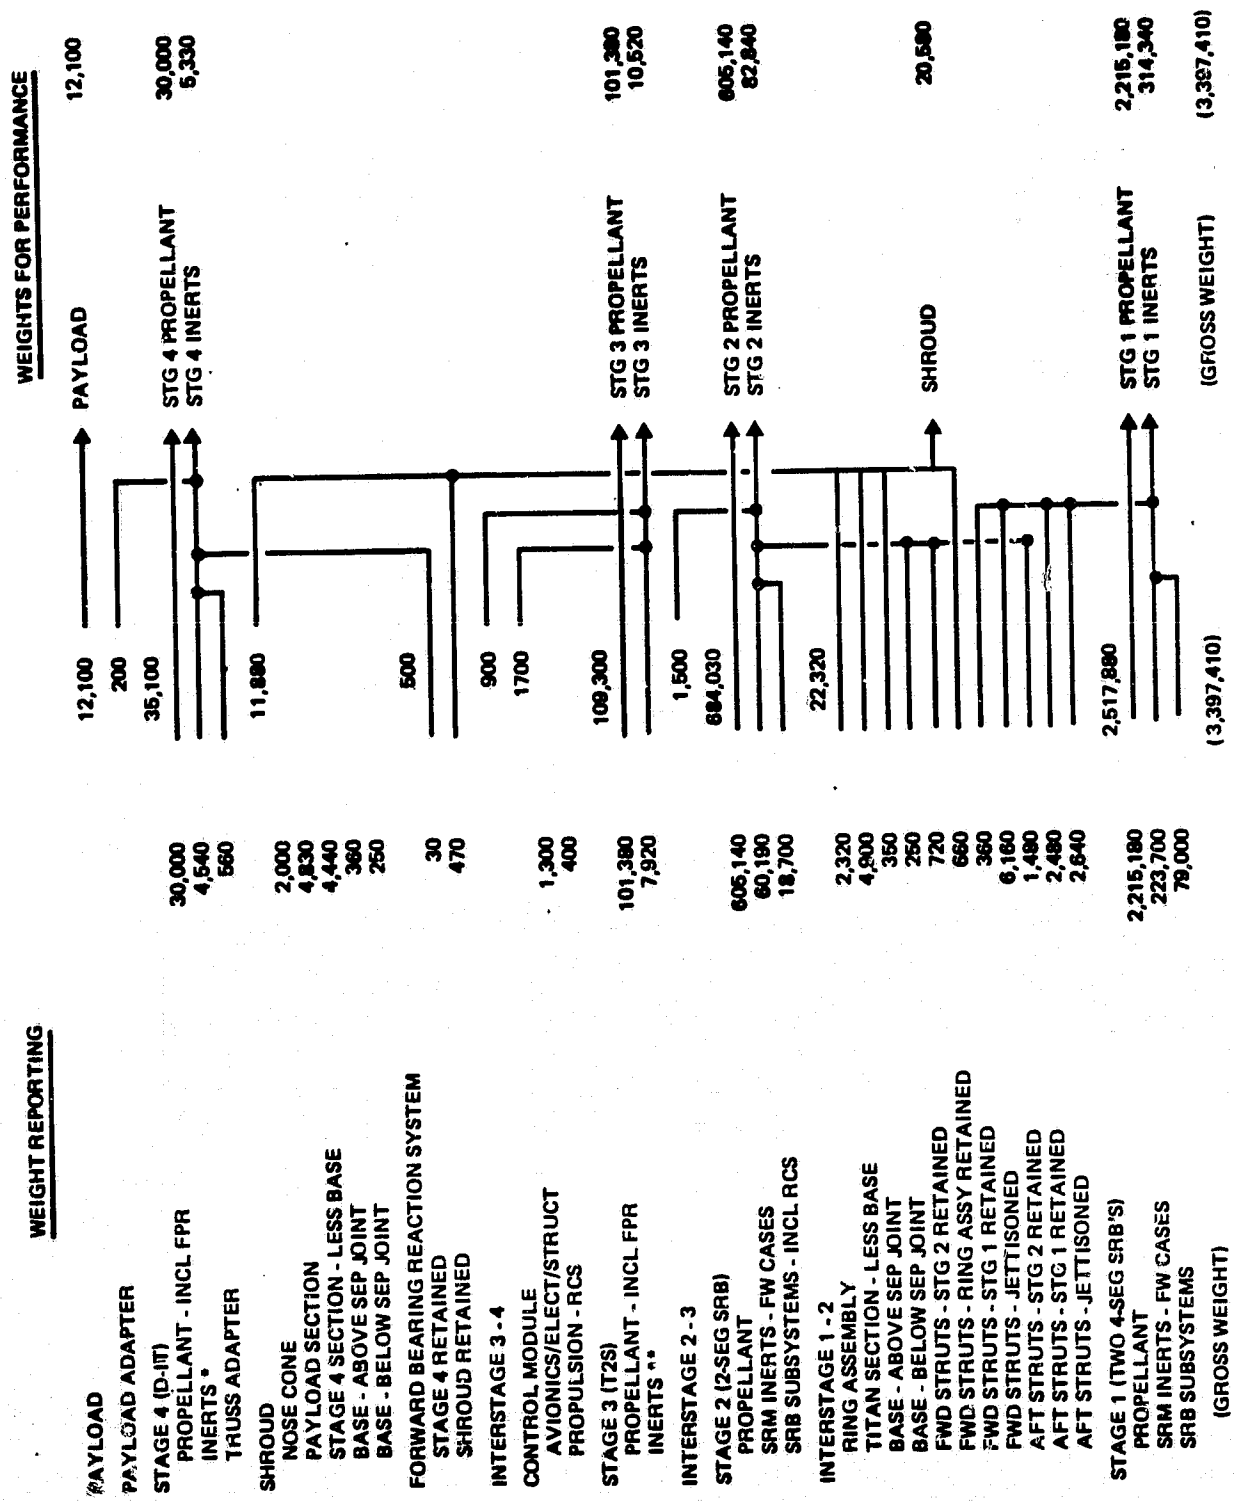 WEIGHT REPORTING
WEIGHTS FOR PERFORMANCE
PAYLOAD 12,100 PAYLOAD 12,100
PAYLOAD ADAPTER 200
STAGE 4 (D-IT) 35,100
PROPELLANT - INCL FPR 30,000 STG 4 PROPELLANT 30,000
INERTS * 4,540 STG 4 INERTS 5,330
TRUSS ADAPTER 560
SHROUD 11,880
NOSE CONE 2,000
PAYLOAD SECTION 4,830
STAGE 4 SECTION - LESS BASE 4,440
BASE - ABOVE SEP JOINT 360
BASE - BELOW SEP JOINT 250
FORWARD BEARING REACTION SYSTEM 500
STAGE 4 RETAINED 30
SHROUD RETAINED 470
INTERSTAGE 3 - 4 900
CONTROL MODULE 1700
AVIONICS/ELECT/STRUCT 1,300
PROPULSION - RCS 400
STAGE 3 (T2S) 109,300
PROPELLANT - INCL FPR 101,380 STG 3 PROPELLANT 101,380
INERTS ** 7,920 STG 3 INERTS 10,520
INTERSTAGE 2 - 3 1,500
STAGE 2 (2-SEG SRB) 684,030
PROPELLANT 605,140 STG 2 PROPELLANT 605,140
SRM INERTS - FW CASES 60,190 STG 2 INERTS 82,840
SRB SUBSYSTEMS - INCL RCS 18,700
INTERSTAGE 1 - 2 22,320
RING ASSEMBLY 2,320
TITAN SECTION - LESS BASE 4,900
BASE - ABOVE SEP JOINT 350
BASE - BELOW SEP JOINT 250
FWD STRUTS - STG 2 RETAINED 720 SHROUD 20,580
FWD STRUTS - RING ASSY RETAINED 660
FWD STRUTS - STG 1 RETAINED 360
FWD STRUTS - JETTISONED 6,160
AFT STRUTS - STG 2 RETAINED 1,480
AFT STRUTS - STG 1 RETAINED 2,480
AFT STRUTS - JETTISONED 2,640
STAGE 1 (TWO 4-SEG SRB'S) 2,517,880
PROPELLANT 2,215,180 STG 1 PROPELLANT 2,215,180
SRM INERTS - FW CASES 223,700 STG 1 INERTS 314,340
SRB SUBSYSTEMS 79,000
(GROSS WEIGHT) (3,397,410) (GROSS WEIGHT) (3,397,410)